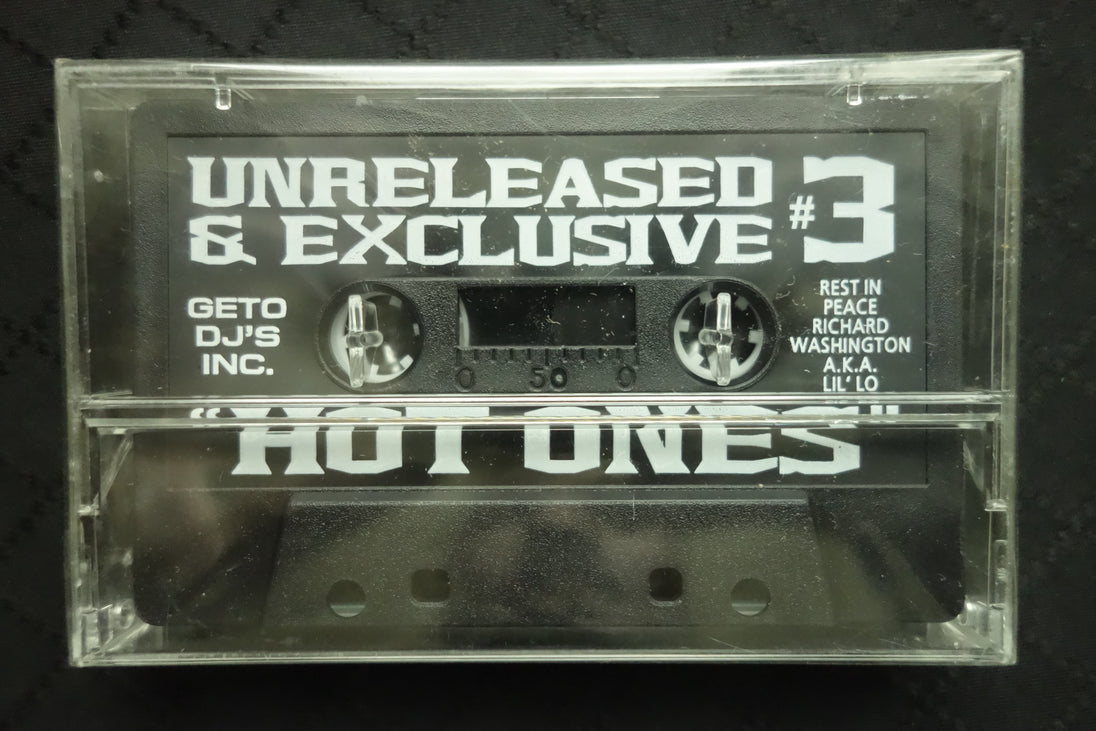 UNRELEASED
& EXCLUSIVE #3
GETO
DJ'S
INC.
0 50 0
REST IN
PEACE
RICHARD
WASHINGTON
A.K.A.
LIL' LO
"HOT ONES"